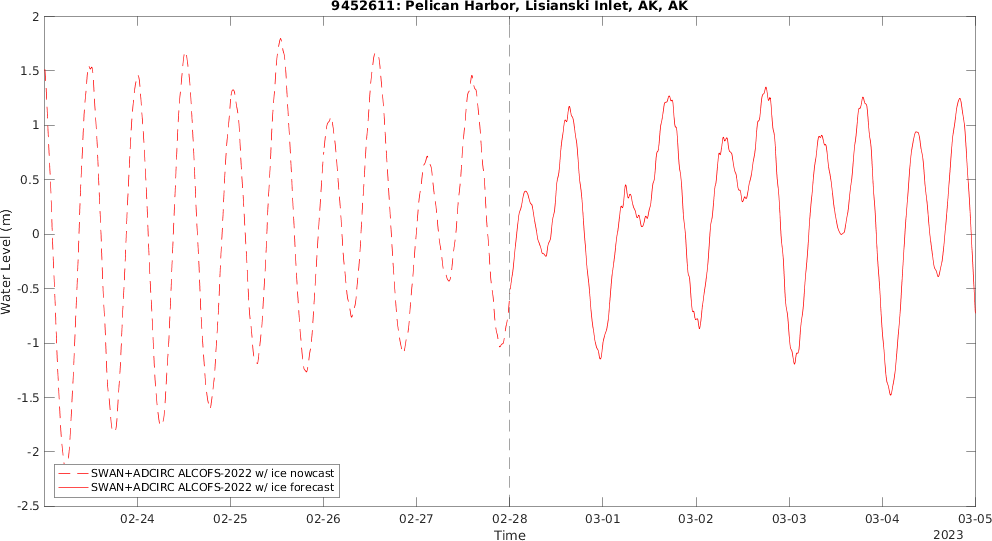 9452611: Pelican Harbor, Lisianski Inlet, AK, AK
2
1.5
1
0.5
0
-0.5
-1
-1.5
-2
-2.5
Water Level (m)
SWAN+ADCIRC ALCOFS-2022 w/ ice nowcast
SWAN+ADCIRC ALCOFS-2022 w/ ice forecast
02-24 02-25 02-26 02-27 02-28 03-01 03-02 03-03 03-04 03-05
Time
2023